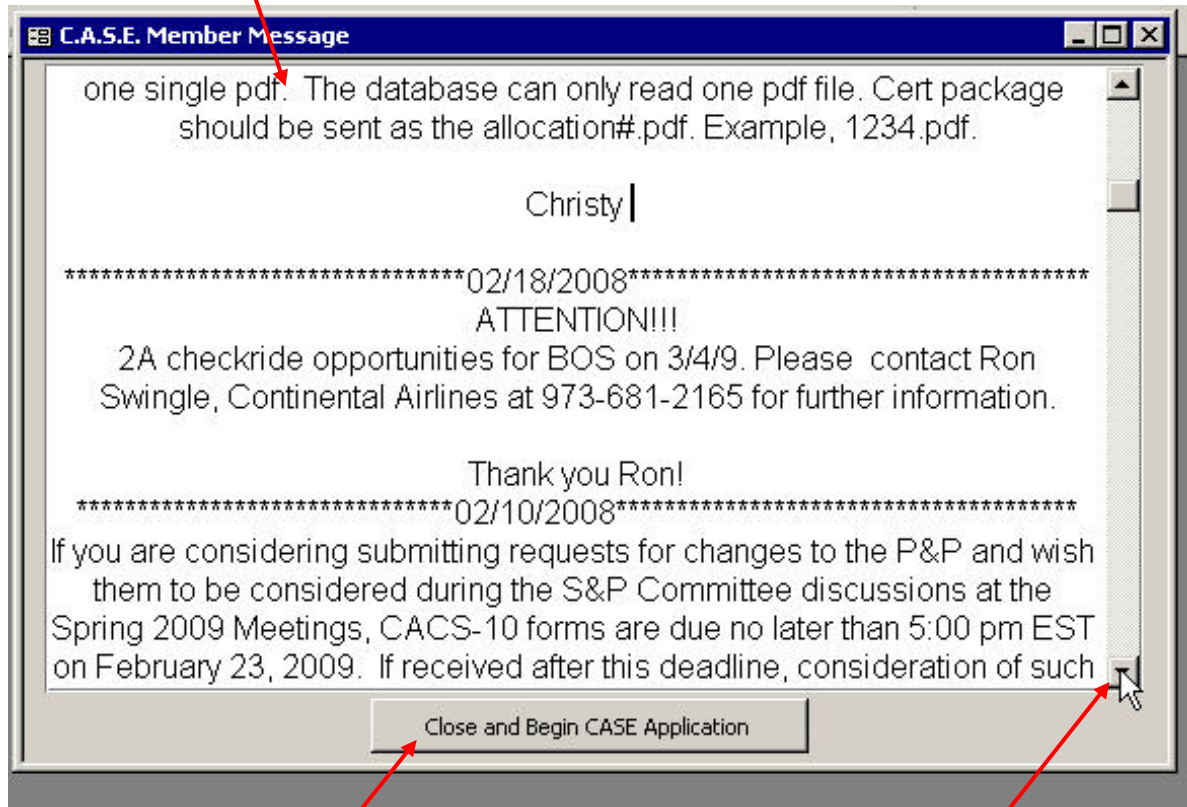 C.A.S.E. Member Message
one single pdf.  The database can only read one pdf file. Cert package
should be sent as the allocation#.pdf. Example, 1234.pdf.
Christy
*********************************02/18/2008**************************************
ATTENTION!!!
2A checkride opportunities for BOS on 3/4/9. Please  contact Ron
Swingle, Continental Airlines at 973-681-2165 for further information.
Thank you Ron!
*******************************02/10/2008**************************************
If you are considering submitting requests for changes to the P&P and wish
them to be considered during the S&P Committee discussions at the
Spring 2009 Meetings, CACS-10 forms are due no later than 5:00 pm EST
on February 23, 2009.  If received after this deadline, consideration of such
Close and Begin CASE Application